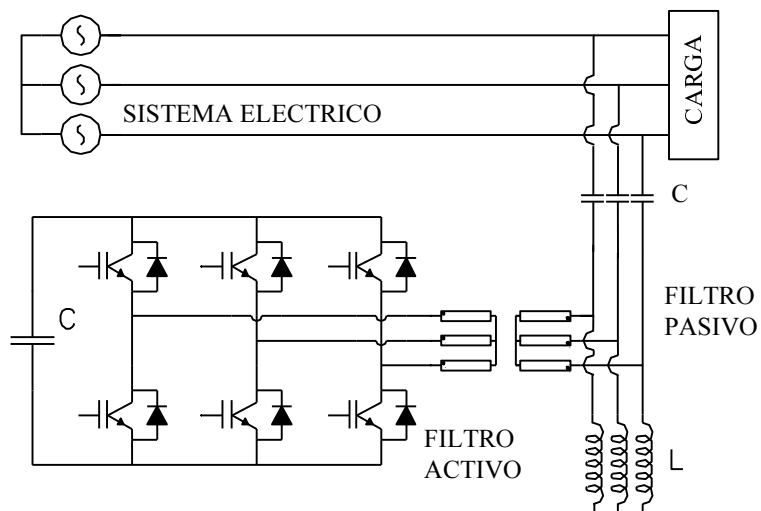 CARGA
SISTEMA ELECTRICO
C
FILTRO
PASIVO
C
FILTRO
ACTIVO
L